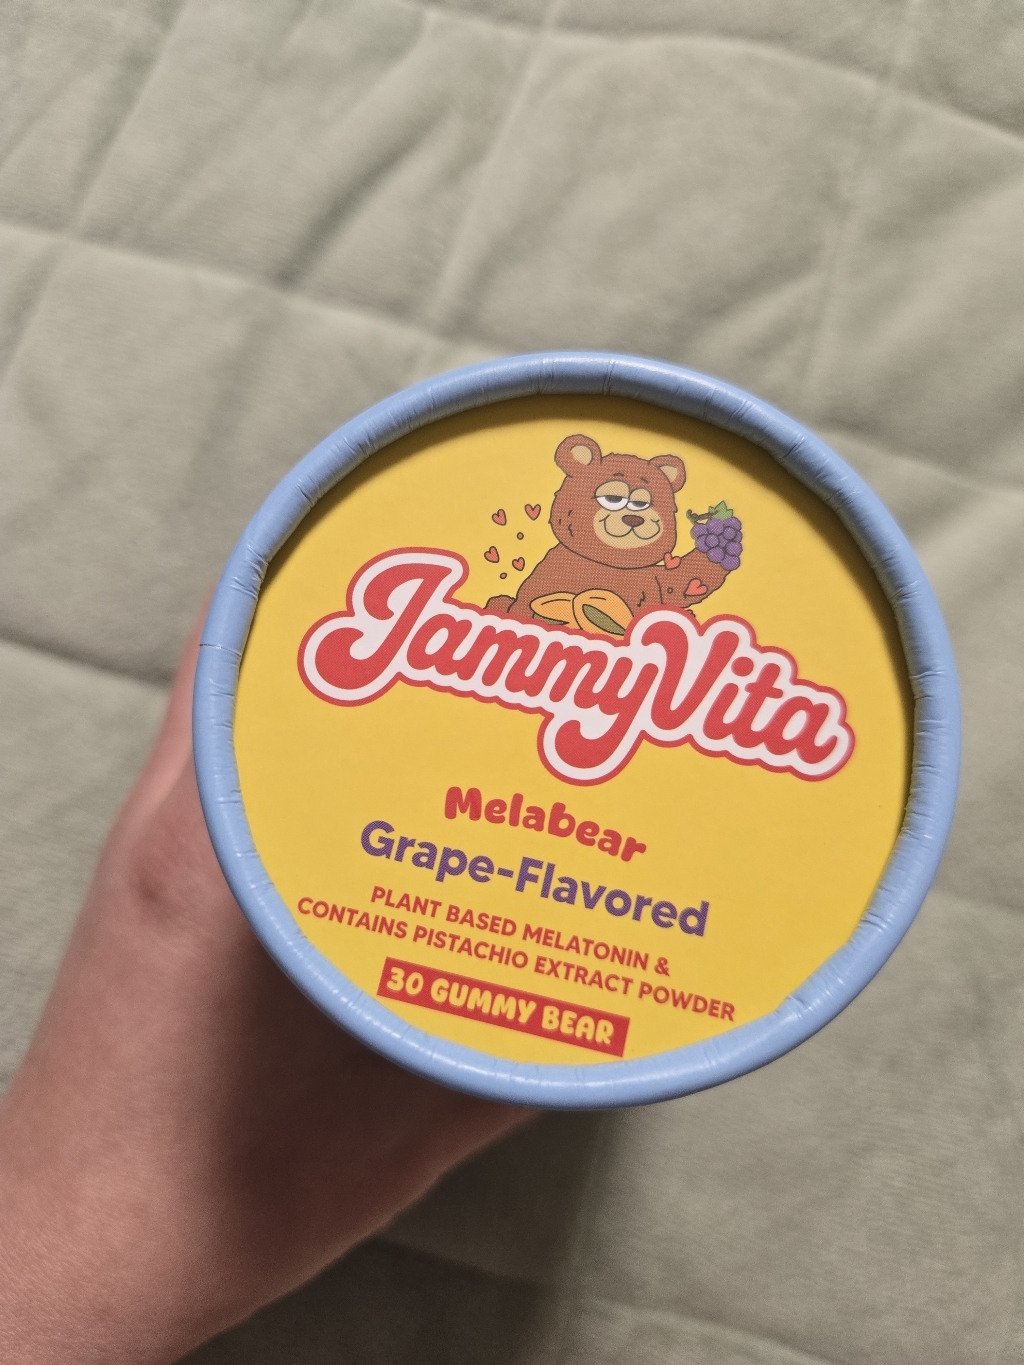 JammyVita
Melabear
Grape-Flavored
PLANT BASED MELATONIN &
CONTAINS PISTACHIO EXTRACT POWDER
30 GUMMY BEAR